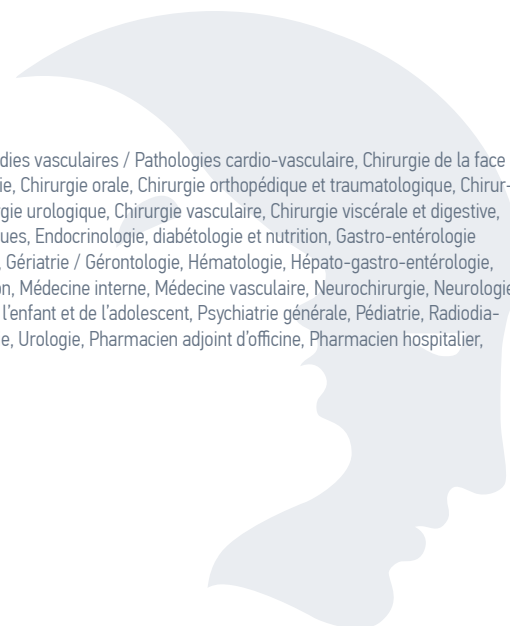 dies vasculaires / Pathologies cardio-vasculaire, Chirurgie de la face
ie, Chirurgie orale, Chirurgie orthopédique et traumatologique, Chirur-
gie urologique, Chirurgie vasculaire, Chirurgie viscérale et digestive,
ues, Endocrinologie, diabétologie et nutrition, Gastro-entérologie
, Gériatrie / Gérontologie, Hématologie, Hépato-gastro-entérologie,
on, Médecine interne, Médecine vasculaire, Neurochirurgie, Neurologie
l'enfant et de l'adolescent, Psychiatrie générale, Pédiatrie, Radiodia-
e, Urologie, Pharmacien adjoint d'officine, Pharmacien hospitalier,